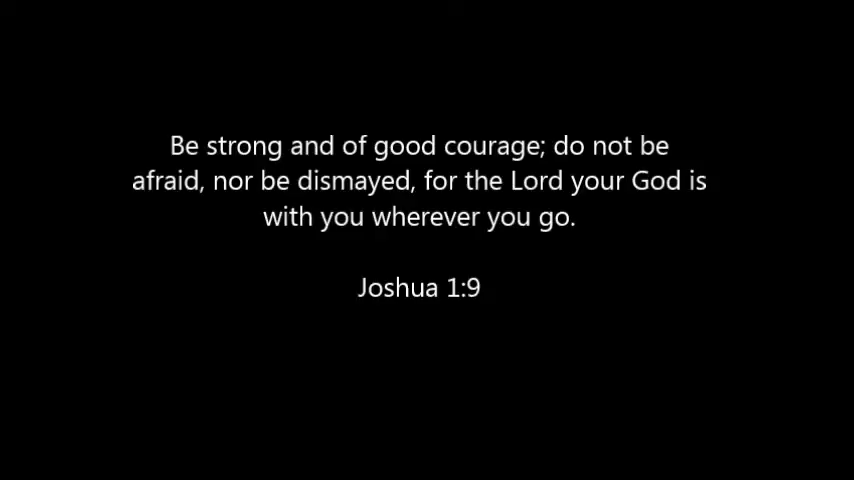 Be strong and of good courage; do not be
afraid, nor be dismayed, for the Lord your God is
with you wherever you go.
Joshua 1:9